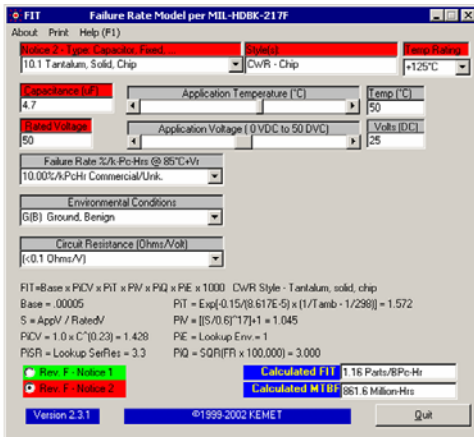 FIT Failure Rate Model per MIL-HDBK-217F
About Print Help (F1)
Notice 2 - Type: Capacitor, Fixed, ... Style(s) Temp Rating
10.1 Tantalum, Solid, Chip CWR - Chip +125°C
Capacitance (uF) Application Temperature (°C) Temp (°C)
4.7 50
Rated Voltage Application Voltage ( 0 VDC to 50 DVC) Volts (DC)
50 25
Failure Rate %/k-Pc-Hrs @ 85°C+Vr
10.00%/kPcHr Commercial/Unk.
Environmental Conditions
G(B) Ground, Benign
Circuit Resistance (Ohms/Volt)
(<0.1 Ohms/V)
FIT=Base x PiCV x PiT x PiV x PiQ x PiE x 1000 CWR Style - Tantalum, solid, chip
Base = .00005 PiT = Exp[-0.15/(8.617E-5) x (1/Tamb - 1/298)] = 1.572
S = AppV / RatedV PiV = [(S/0.6)^17]+1 = 1.045
PiCV = 1.0 x C^(0.23) = 1.428 PiE = Lookup Env.= 1
PiSR = Lookup SerRes = 3.3 PiQ = SQR(FR x 100,000) = 3.000
Rev. F - Notice 1 Calculated FIT 1.16 Parts/BPc-Hr
Rev. F - Notice 2 Calculated MTBF 861.6 Million-Hrs
Version 2.3.1 ©1999-2002 KEMET Quit